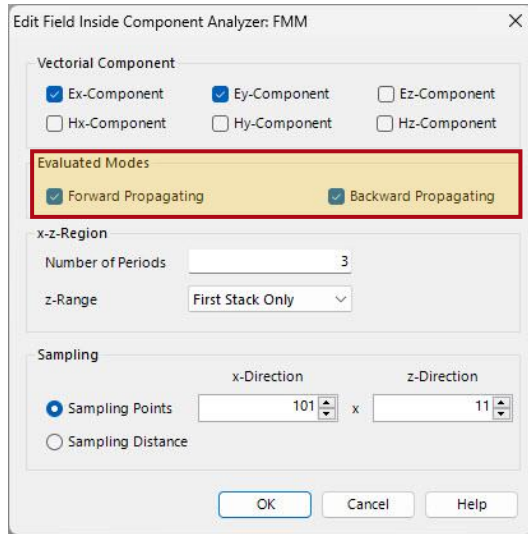 Edit Field Inside Component Analyzer: FMM
Vectorial Component
Ex-Component Ey-Component Ez-Component
Hx-Component Hy-Component Hz-Component
Evaluated Modes
Forward Propagating Backward Propagating
x-z-Region
Number of Periods 3
z-Range First Stack Only
Sampling
x-Direction z-Direction
Sampling Points 101 x 11
Sampling Distance
OK Cancel Help